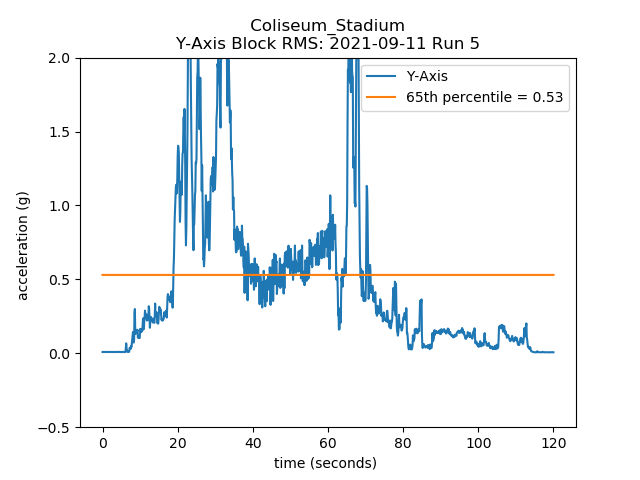 Coliseum_Stadium
Y-Axis Block RMS: 2021-09-11 Run 5
Y-Axis
65th percentile = 0.53
2.0
1.5
1.0
0.5
0.0
−0.5
acceleration (g)
0 20 40 60 80 100 120
time (seconds)